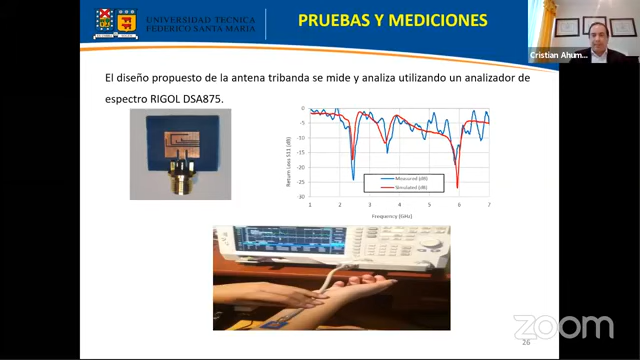 UNIVERSIDAD TECNICA
FEDERICO SANTA MARIA
PRUEBAS Y MEDICIONES
Cristian Ahum...
El diseño propuesto de la antena tribanda se mide y analiza utilizando un analizador de
espectro RIGOL DSA875.
Return Loss S11 (dB)
0
-5
-10
-15
-20
-25
-30
Measured (dB)
Simulated (dB)
1 2 3 4 5 6 7
Frequency [GHz]
zoom
26